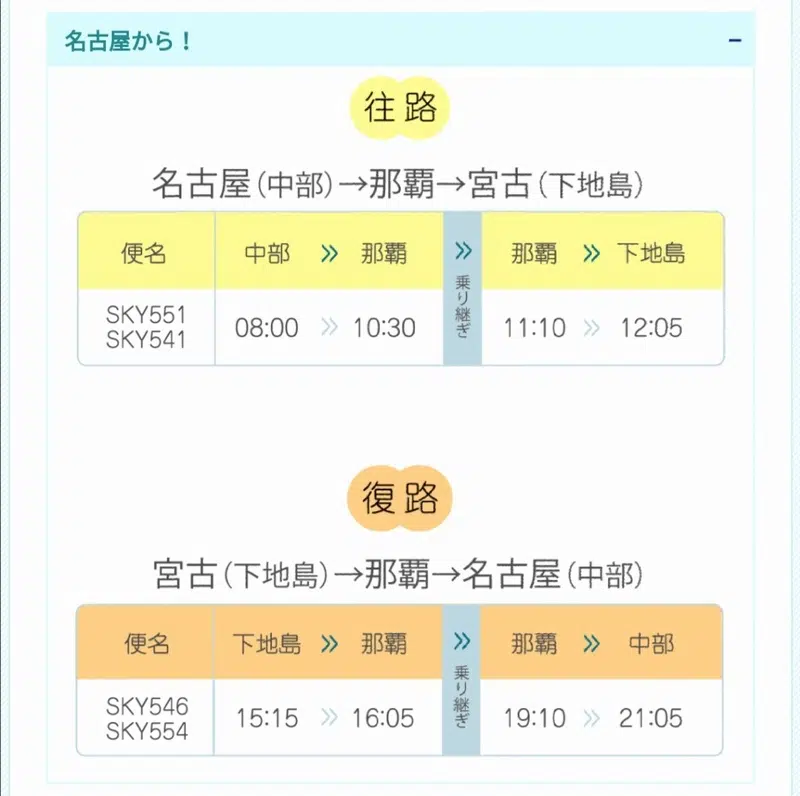 名古屋から！
−
往路
名古屋(中部)→那覇→宮古(下地島)
便名 中部 » 那覇 » 乗り継ぎ 那覇 » 下地島
SKY551
SKY541
08:00 » 10:30 11:10 » 12:05
復路
宮古(下地島)→那覇→名古屋(中部)
便名 下地島 » 那覇 » 乗り継ぎ 那覇 » 中部
SKY546
SKY554
15:15 » 16:05 19:10 » 21:05